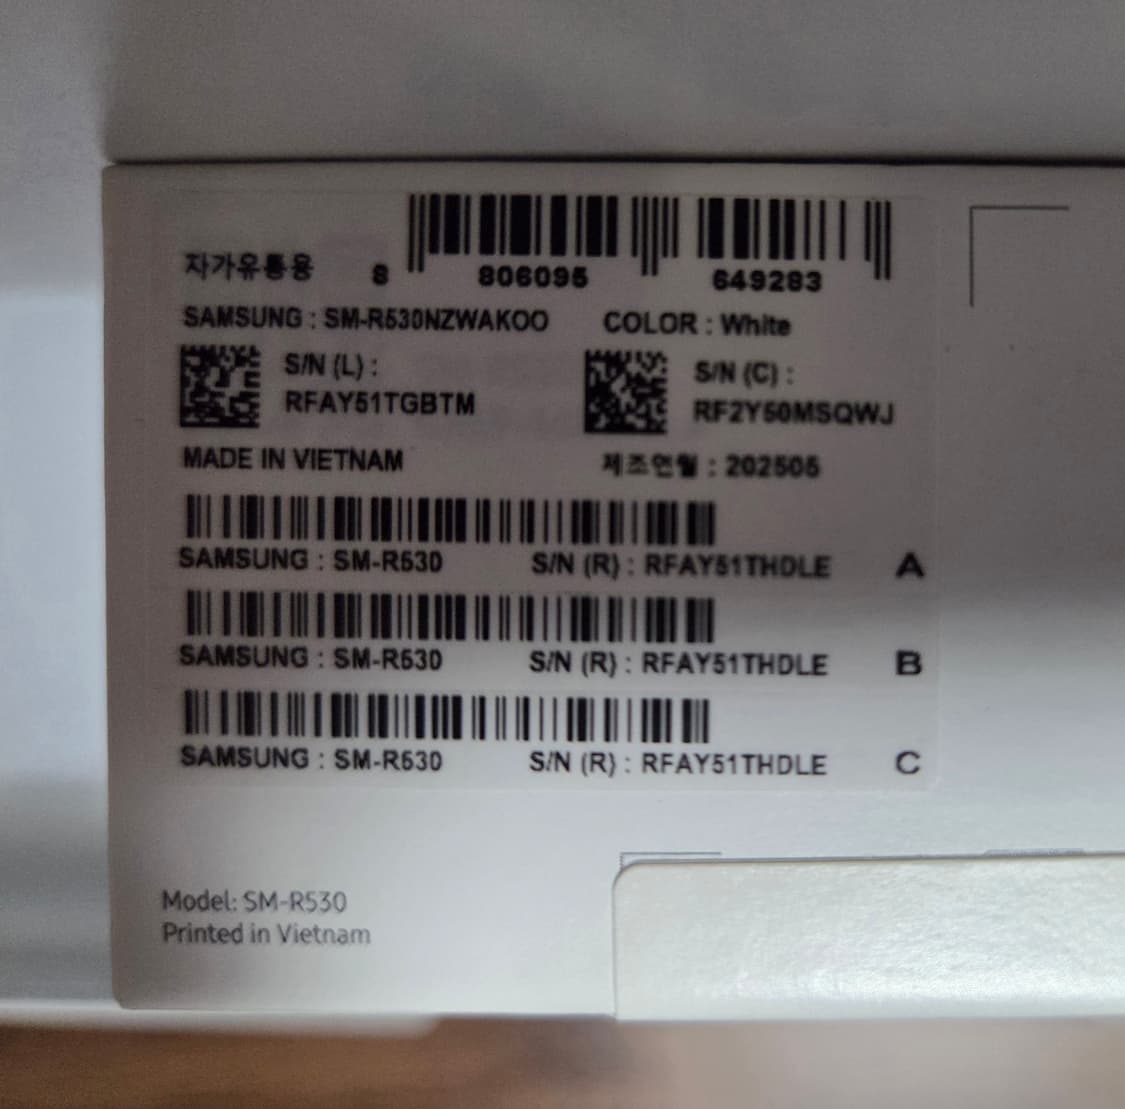 자가유통용
8 806095 649283
SAMSUNG : SM-R530NZWAKOO COLOR : White
S/N (L) : S/N (C) :
RFAY51TGBTM RF2Y50MSQWJ
MADE IN VIETNAM 제조연월 : 202505
SAMSUNG : SM-R530 S/N (R) : RFAY51THDLE A
SAMSUNG : SM-R530 S/N (R) : RFAY51THDLE B
SAMSUNG : SM-R530 S/N (R) : RFAY51THDLE C
Model: SM-R530
Printed in Vietnam